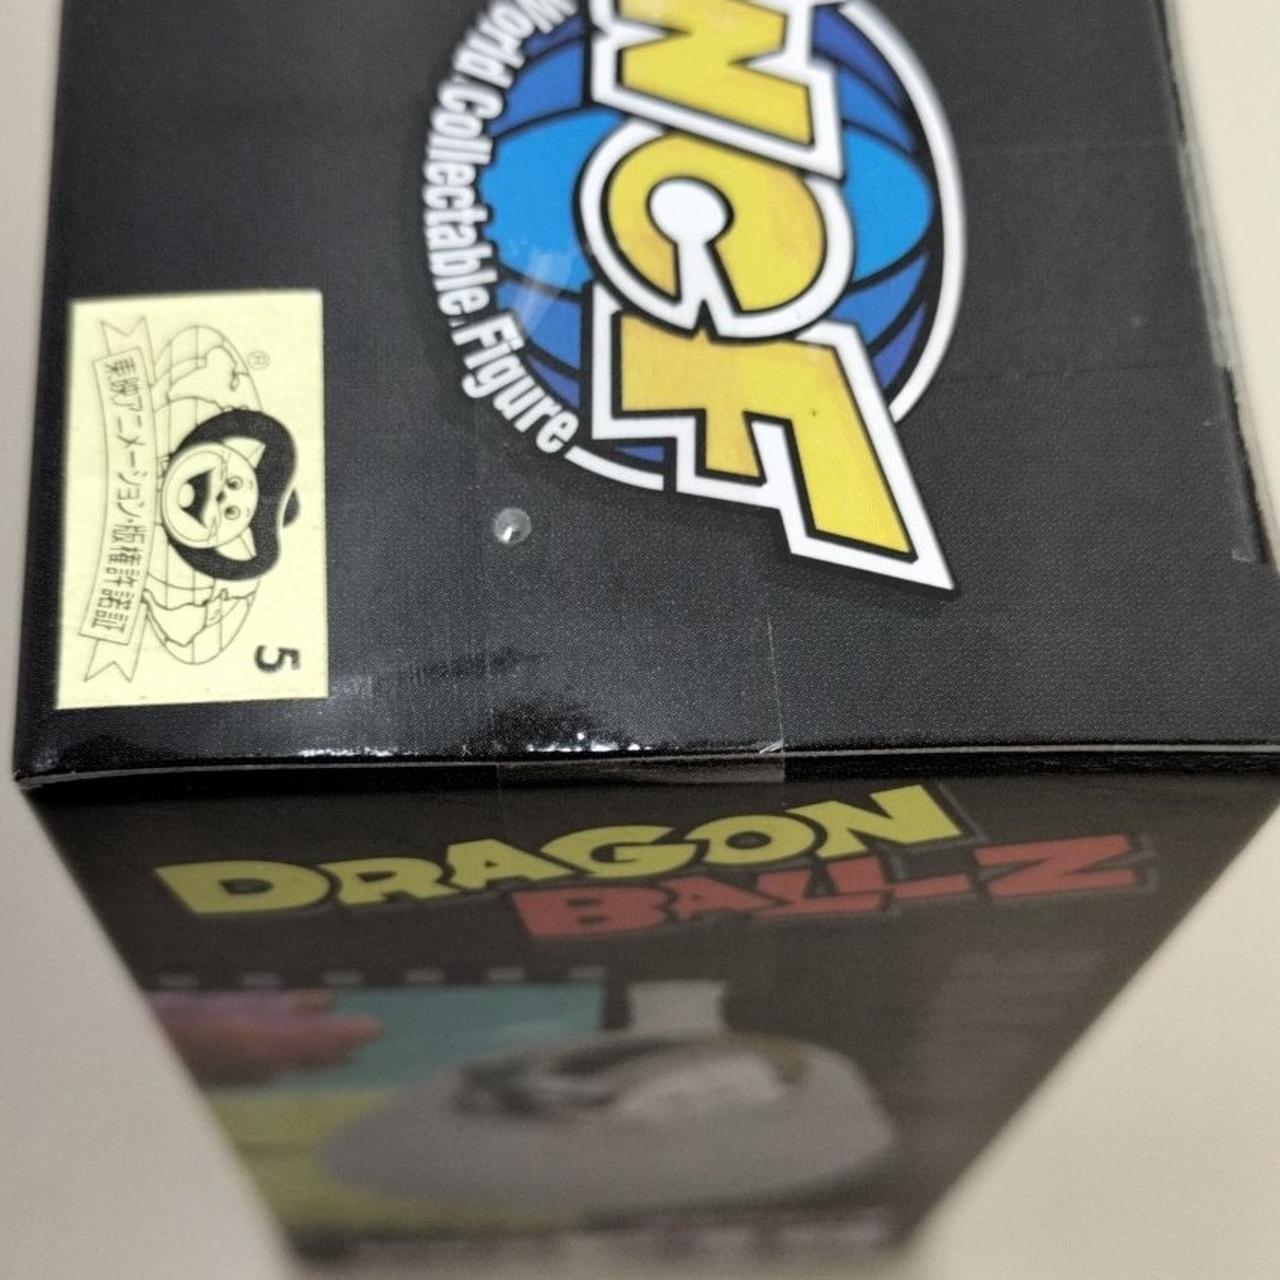 WCF
World Collectable Figure
®
東映アニメーション・版権許諾証
5
DRAGON
BALL Z